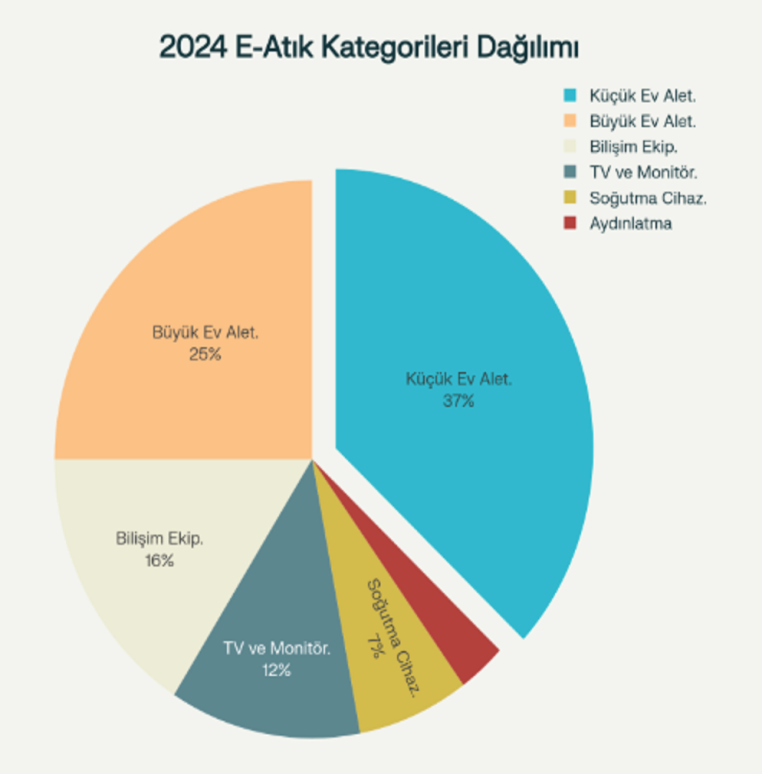 2024 E-Atık Kategorileri Dağılımı
Küçük Ev Alet.
Büyük Ev Alet.
Bilişim Ekip.
TV ve Monitör.
Soğutma Cihaz.
Aydınlatma
Büyük Ev Alet.
25%
Küçük Ev Alet.
37%
Bilişim Ekip.
16%
TV ve Monitör.
12%
Soğutma Cihaz.
7%